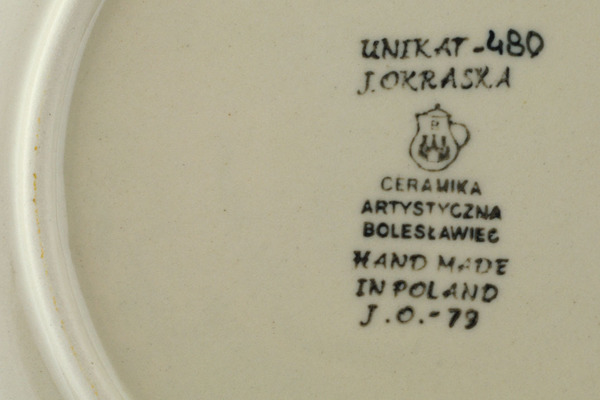 UNIKAT-480
J.OKRASKA
CERAMIKA
ARTYSTYCZNA
BOLESŁAWIEC
HAND MADE
IN POLAND
J.O.-79